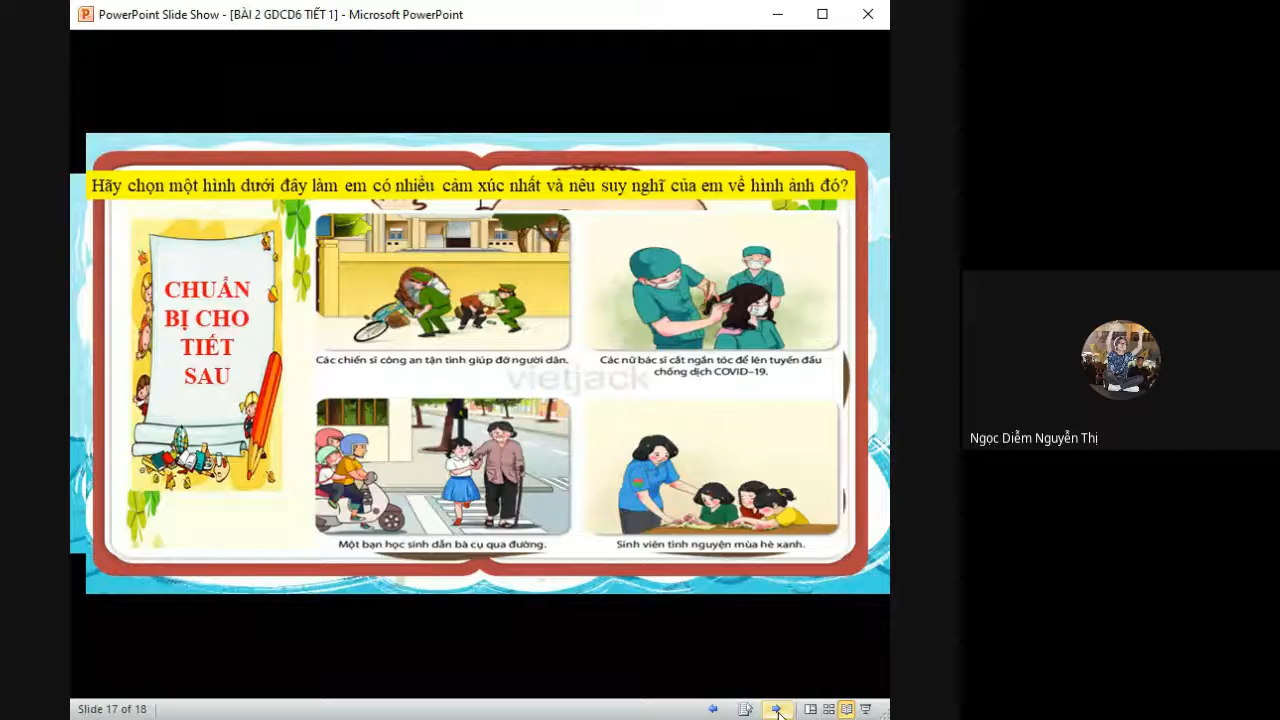 PowerPoint Slide Show - [BÀI 2 GDCD6 TIẾT 1] - Microsoft PowerPoint
Hãy chọn một hình dưới đây làm em có nhiều cảm xúc nhất và nêu suy nghĩ của em về hình ảnh đó?
CHUẨN
BỊ CHO
TIẾT
SAU
Các chiến sĩ công an tận tình giúp đỡ người dân.
Các nữ bác sĩ cắt ngắn tóc để lên tuyến đầu
chống dịch COVID-19.
vietjack
Một bạn học sinh dẫn bà cụ qua đường.
Sinh viên tình nguyện mùa hè xanh.
Ngọc Diễm Nguyễn Thị
Slide 17 of 18